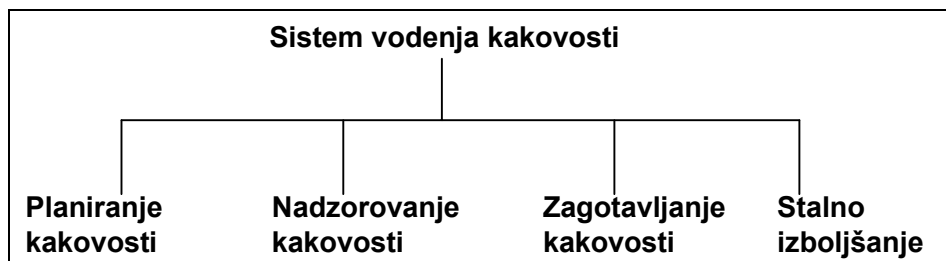 Sistem vodenja kakovosti
Planiranje
kakovosti
Nadzorovanje
kakovosti
Zagotavljanje
kakovosti
Stalno
izboljšanje